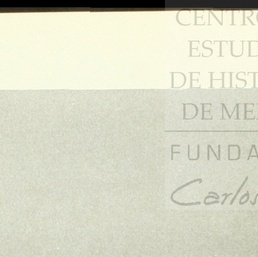 CENTRO
ESTUD
DE HIST
DE ME
FUNDA
Carlos